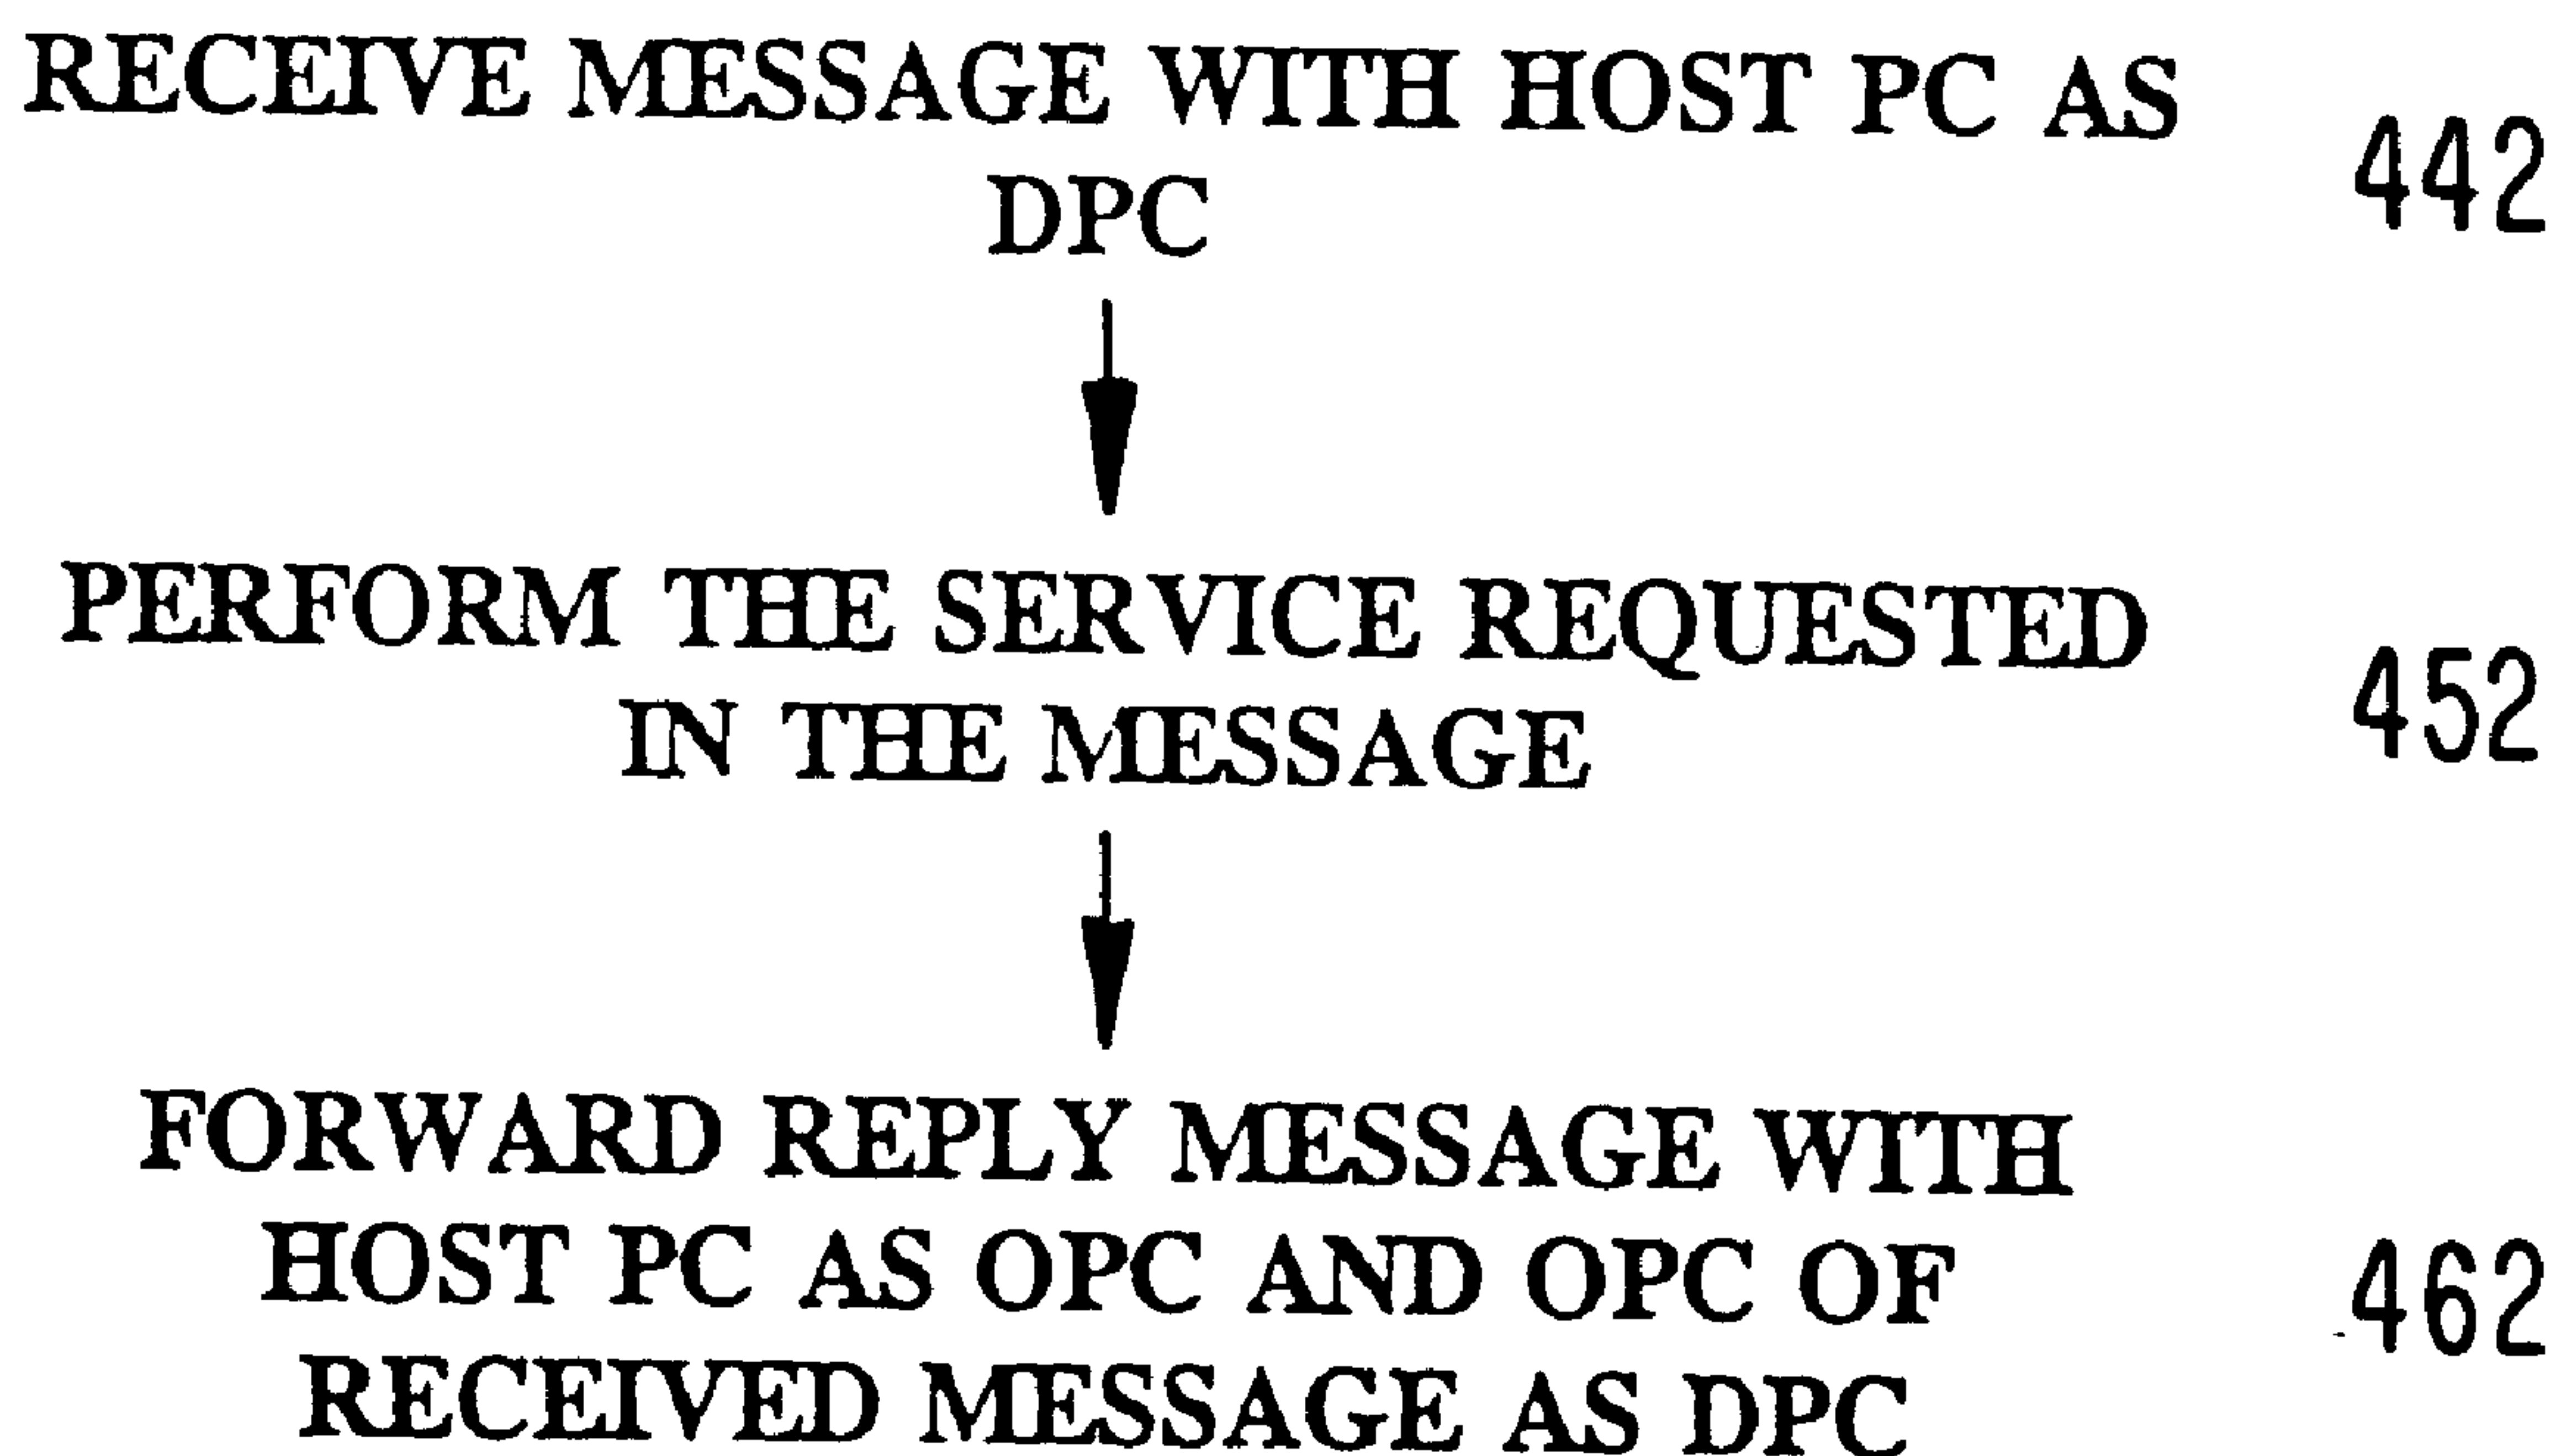 RECEIVE MESSAGE WITH HOST PC AS
DPC
442
PERFORM THE SERVICE REQUESTED
IN THE MESSAGE
452
FORWARD REPLY MESSAGE WITH
HOST PC AS OPC AND OPC OF
RECEIVED MESSAGE AS DPC
462